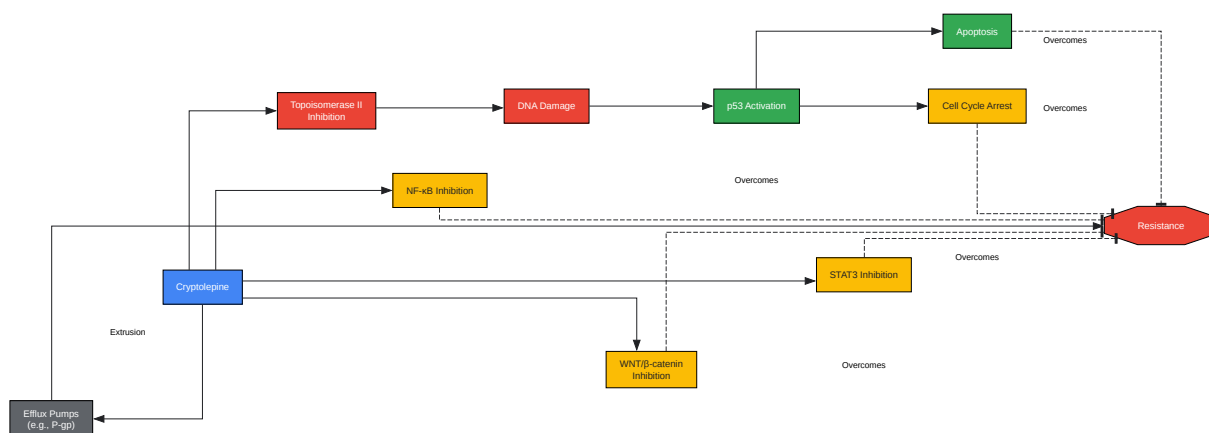 Apoptosis
Overcomes
Topoisomerase II
Inhibition
DNA Damage
p53 Activation
Cell Cycle Arrest
Overcomes
NF-κB Inhibition
Overcomes
Resistance
Overcomes
STAT3 Inhibition
Cryptolepine
Extrusion
WNT/β-catenin
Inhibition
Overcomes
Efflux Pumps
(e.g., P-gp)